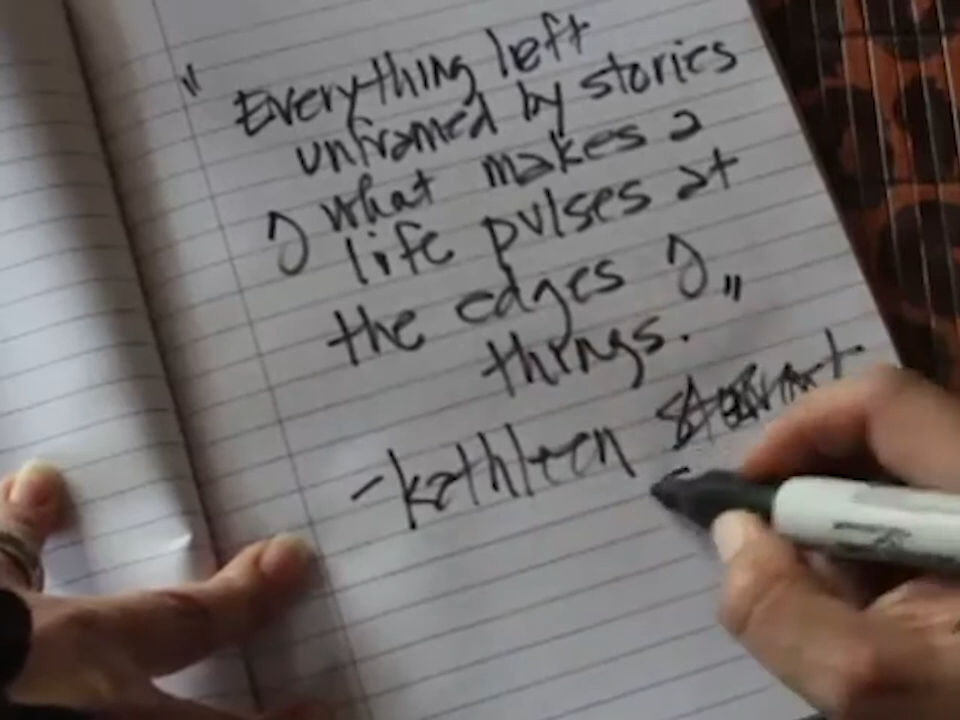 "Everything left
unframed by stories
of what makes a
life pulses at
the edges of
things."
-Kathleen